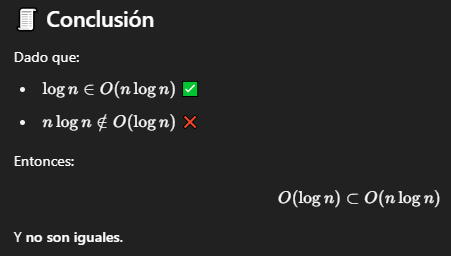 🧾 Conclusión
Dado que:
• log n ∈ O(n log n) ✅
• n log n ∉ O(log n) ❌
Entonces:
O(log n) ⊂ O(n log n)
Y no son iguales.